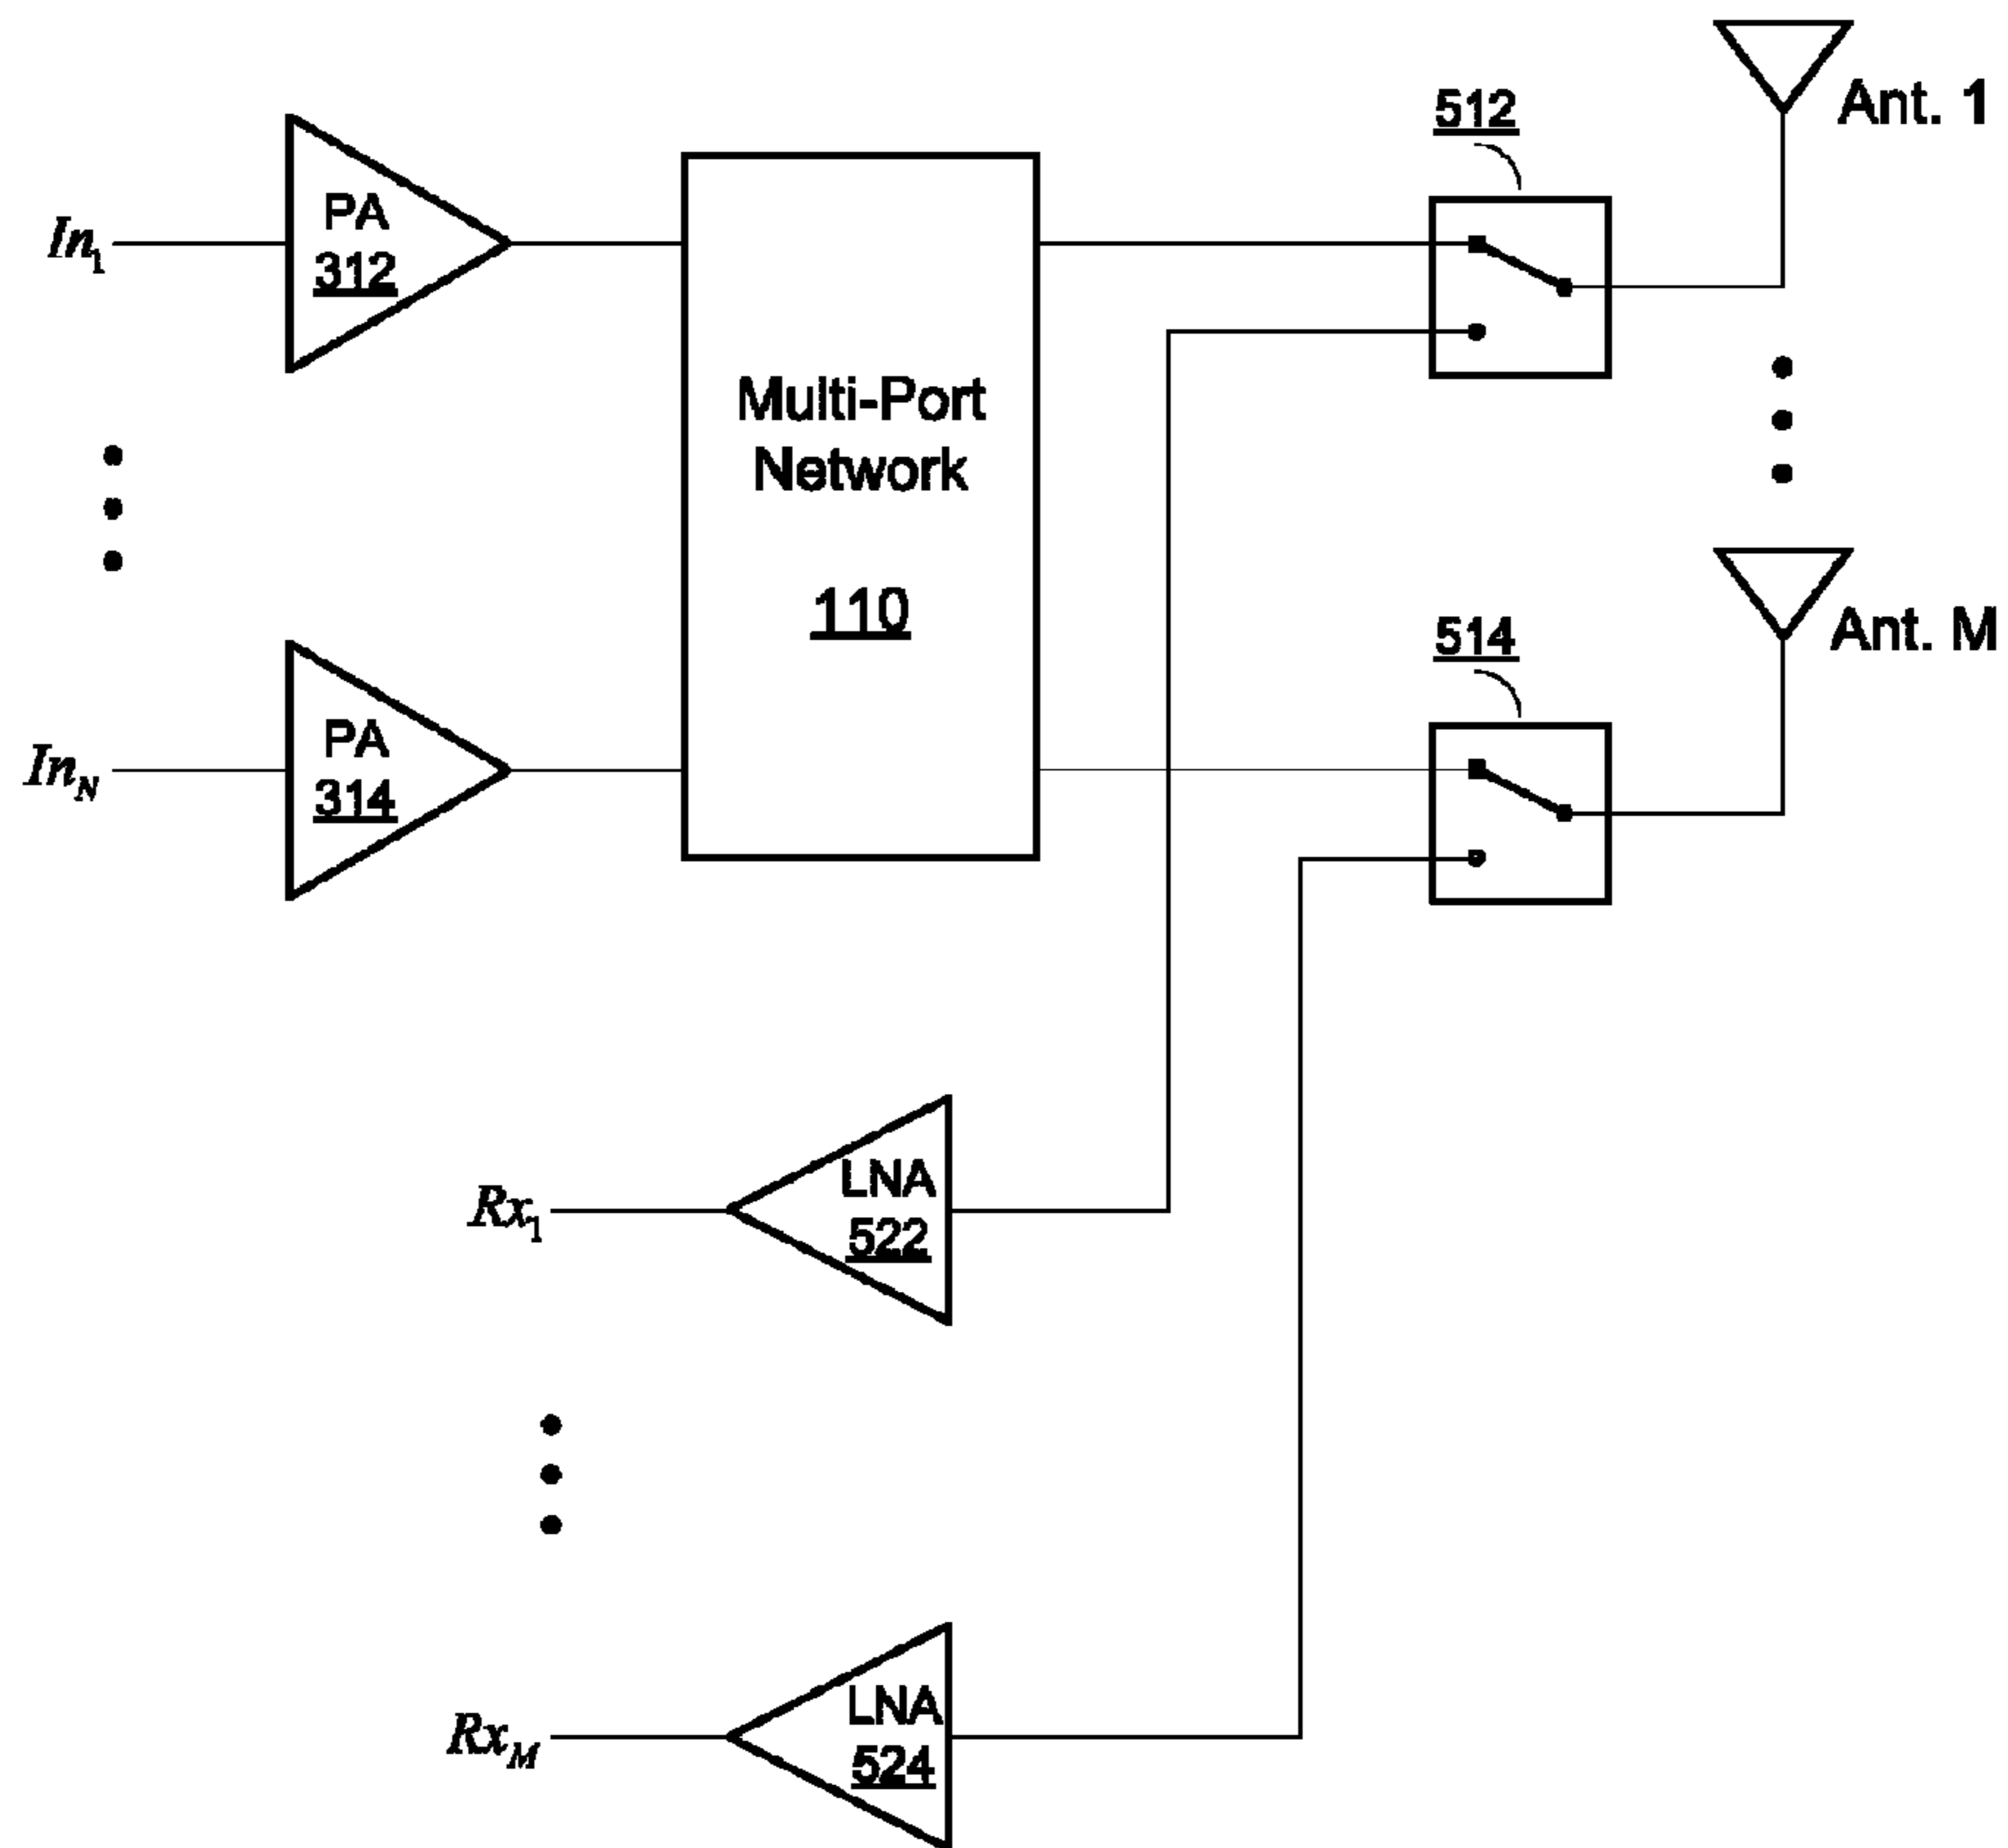 512
Ant. 1
PA
312
In1
Multi-Port
Network
110
514
Ant. M
PA
314
InN
LNA
522
Rx1
LNA
524
RxM